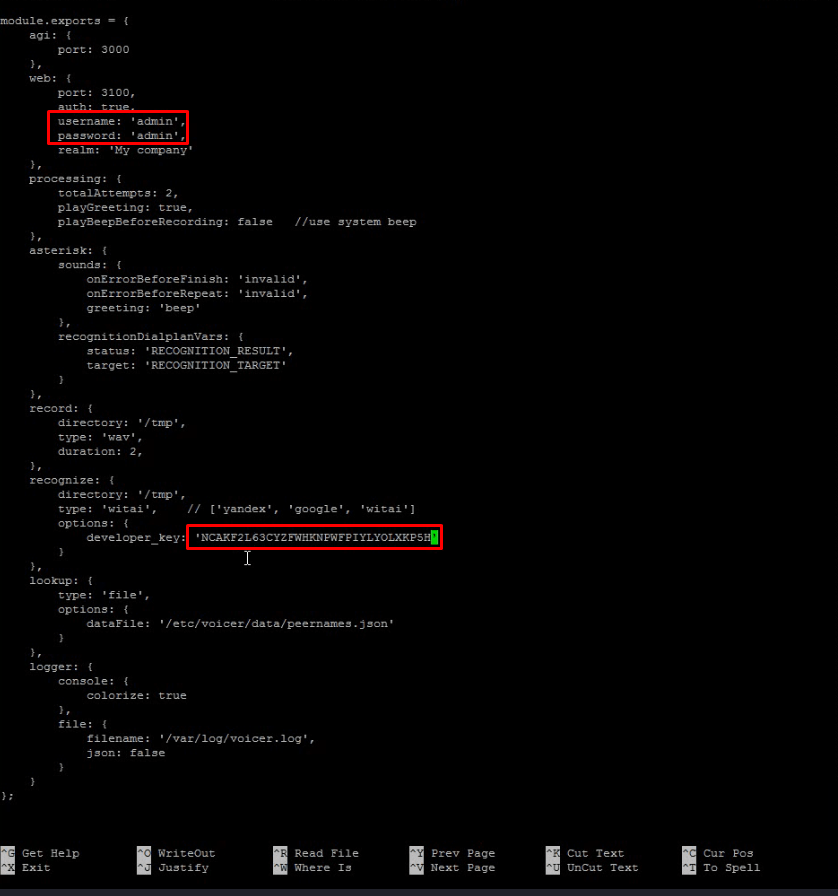 module.exports = {
    agi: {
        port: 3000
    },
    web: {
        port: 3100,
        auth: true,
        username: 'admin',
        password: 'admin',
        realm: 'My company'
    },
    processing: {
        totalAttempts: 2,
        playGreeting: true,
        playBeepBeforeRecording: false   //use system beep
    },
    asterisk: {
        sounds: {
            onErrorBeforeFinish: 'invalid',
            onErrorBeforeRepeat: 'invalid',
            greeting: 'beep'
        },
        recognitionDialplanVars: {
            status: 'RECOGNITION_RESULT',
            target: 'RECOGNITION_TARGET'
        }
    },
    record: {
        directory: '/tmp',
        type: 'wav',
        duration: 2,
    },
    recognize: {
        directory: '/tmp',
        type: 'witai',    // ['yandex', 'google', 'witai']
        options: {
            developer_key: 'NCAKF2L63CYZFWHKNPWFPIYLYOLXKP5H'
        }
    },
    lookup: {
        type: 'file',
        options: {
            dataFile: '/etc/voicer/data/peernames.json'
        }
    },
    logger: {
        console: {
            colorize: true
        },
        file: {
            filename: '/var/log/voicer.log',
            json: false
        }
    }
};
^G Get Help    ^O WriteOut    ^R Read File    ^Y Prev Page    ^K Cut Text    ^C Cur Pos
^X Exit    ^J Justify    ^W Where Is    ^V Next Page    ^U UnCut Text    ^T To Spell